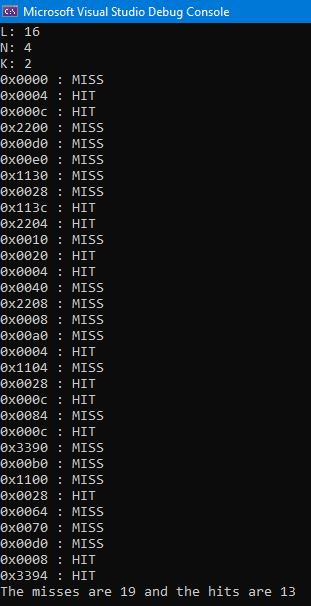 Microsoft Visual Studio Debug Console
L: 16
N: 4
K: 2
0x0000 : MISS
0x0004 : HIT
0x000c : HIT
0x2200 : MISS
0x00d0 : MISS
0x00e0 : MISS
0x1130 : MISS
0x0028 : MISS
0x113c : HIT
0x2204 : HIT
0x0010 : MISS
0x0020 : HIT
0x0004 : HIT
0x0040 : MISS
0x2208 : MISS
0x0008 : MISS
0x00a0 : MISS
0x0004 : HIT
0x1104 : MISS
0x0028 : HIT
0x000c : HIT
0x0084 : MISS
0x000c : HIT
0x3390 : MISS
0x00b0 : MISS
0x1100 : MISS
0x0028 : HIT
0x0064 : MISS
0x0070 : MISS
0x00d0 : MISS
0x0008 : HIT
0x3394 : HIT
The misses are 19 and the hits are 13